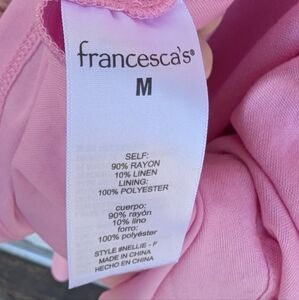 francesca's®
M
SELF:
90% RAYON
10% LINEN
LINING:
100% POLYESTER
cuerpo:
90% rayón
10% lino
forro:
100% polyéster
STYLE #NELLIE - F
MADE IN CHINA
HECHO EN CHINA